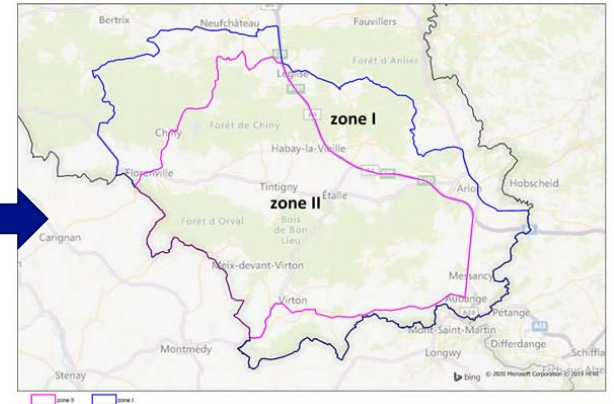 Bertrix
Neufchâteau
Fauvillers
Léglise
Forêt d'Anlier
zone I
Chiny
Forêt de Chiny
Habay-la-Vieille
Florenville
Tintigny
Étalle
Arlon
Hobscheid
zone II
Carignan
Forêt d'Orval
Bois
de Bon
Lieu
Meix-devant-Virton
Messancy
Virton
Aubange
Pétange
Mont-Saint-Martin
Differdange
Montmédy
Longwy
Schiffla
Stenay
bing
© 2020 Microsoft Corporation © 2019 HERE
zone II
zone I